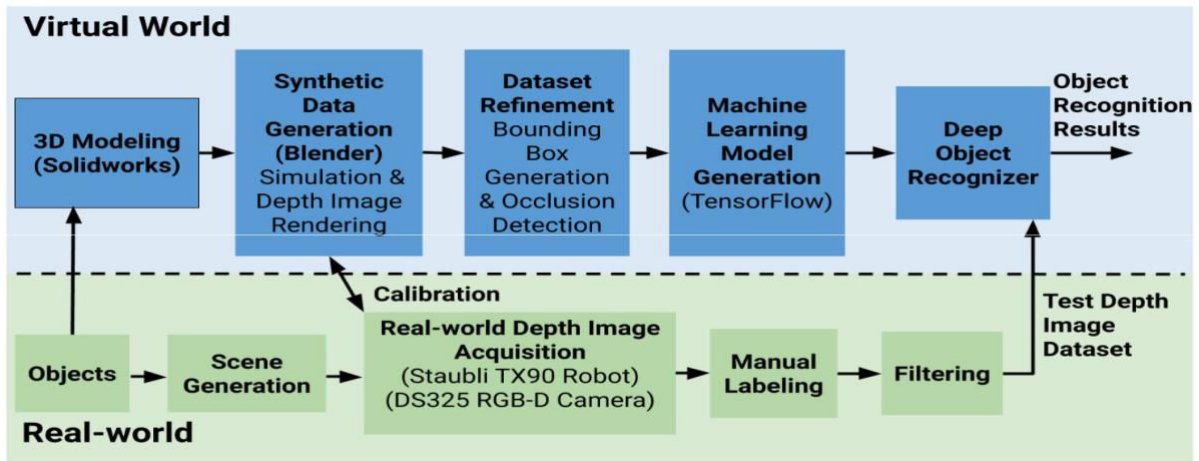 Virtual World
3D Modeling
(Solidworks)
Synthetic
Data
Generation
(Blender)
Simulation &
Depth Image
Rendering
Dataset
Refinement
Bounding
Box
Generation
& Occlusion
Detection
Machine
Learning
Model
Generation
(TensorFlow)
Deep
Object
Recognizer
Object
Recognition
Results
Calibration
Objects
Scene
Generation
Real-world Depth Image
Acquisition
(Staubli TX90 Robot)
(DS325 RGB-D Camera)
Manual
Labeling
Filtering
Test Depth
Image
Dataset
Real-world